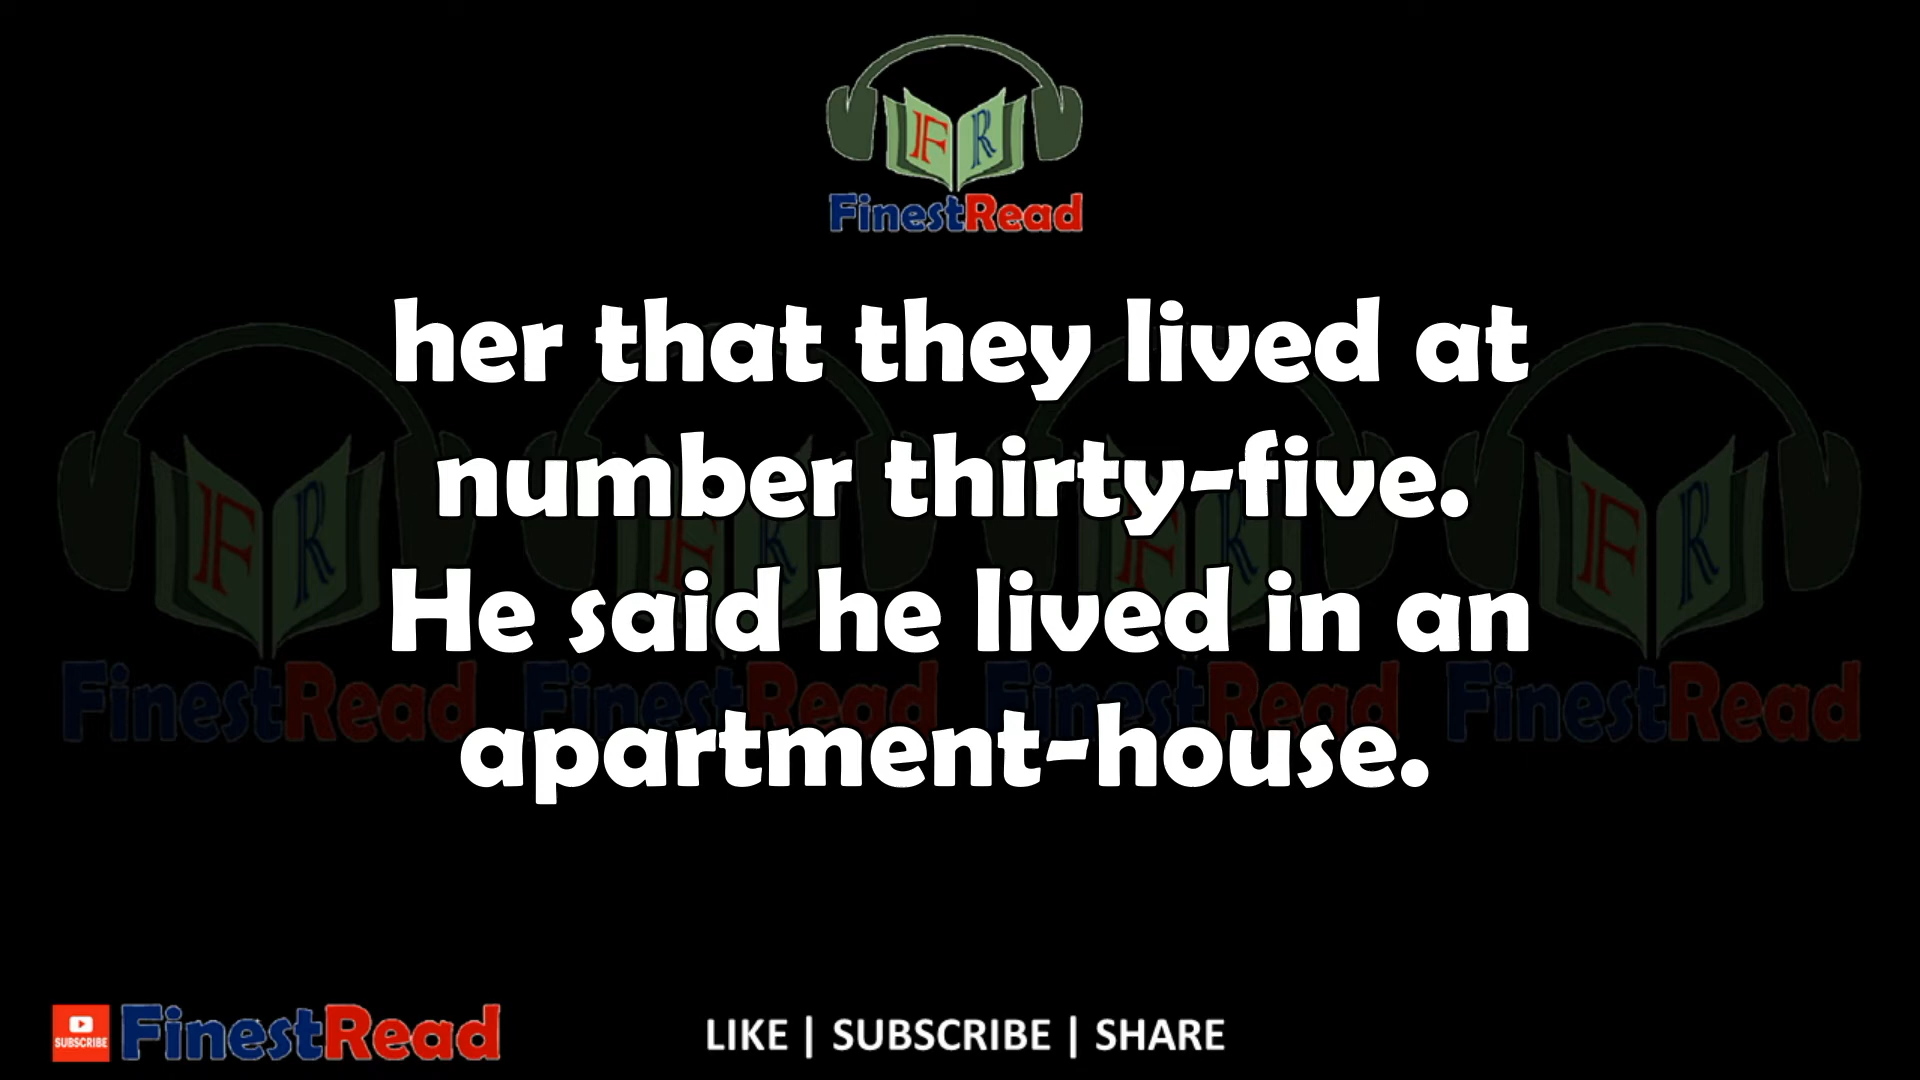 F R
FinestRead
her that they lived at
number thirty-five.
He said he lived in an
apartment-house.
F R
F R
F R
F R
FinestRead
FinestRead
FinestRead
FinestRead
SUBSCRIBE
FinestRead
LIKE | SUBSCRIBE | SHARE